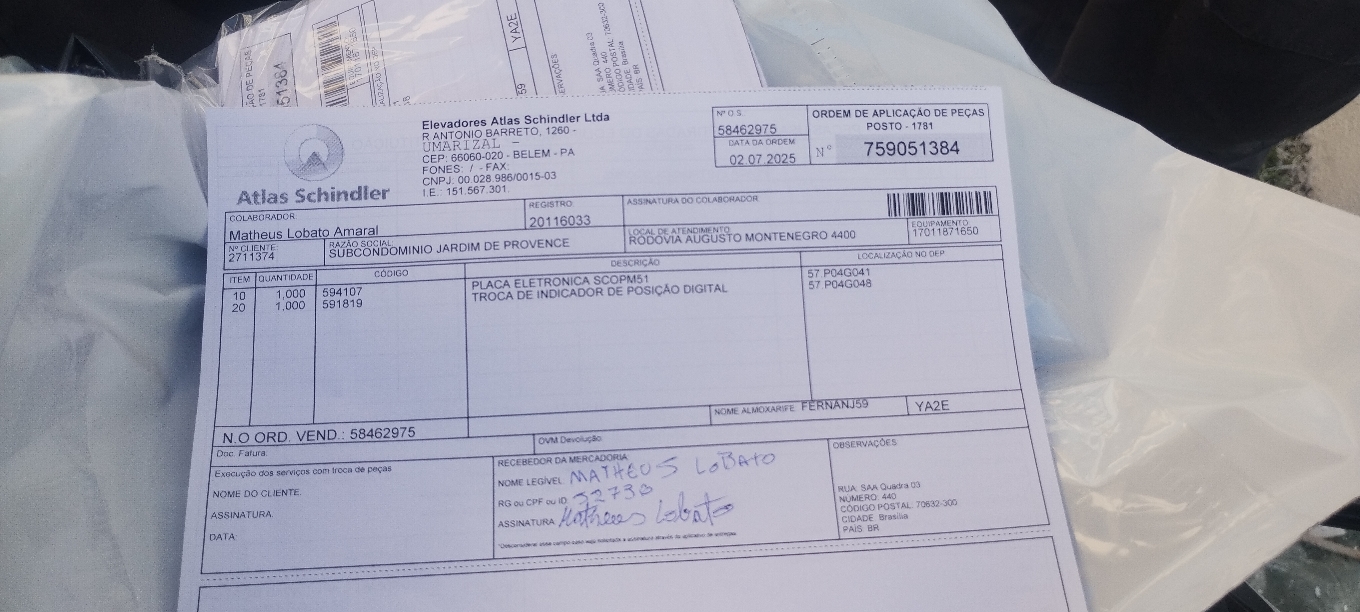 YA2E
Elevadores Atlas Schindler Ltda
R ANTONIO BARRETO, 1260 -
UMARIZAL -
CEP: 66060-020 - BELEM - PA
FONES: / - FAX:
CNPJ: 00.028.986/0015-03
I.E.: 151.567.301.
Atlas Schindler
Nº O.S.
58462975
DATA DA ORDEM
02.07.2025
ORDEM DE APLICAÇÃO DE PEÇAS
POSTO - 1781
Nº 759051384
COLABORADOR
Matheus Lobato Amaral
REGISTRO
20116033
ASSINATURA DO COLABORADOR
Nº CLIENTE:
2711374
RAZÃO SOCIAL
SUBCONDOMINIO JARDIM DE PROVENCE
LOCAL DE ATENDIMENTO
RODOVIA AUGUSTO MONTENEGRO 4400
EQUIPAMENTO
17011871650
ITEM QUANTIDADE CÓDIGO DESCRIÇÃO LOCALIZAÇÃO NO DEP
10 1,000 594107 PLACA ELETRONICA SCOPM51 57 P04G041
20 1,000 591819 TROCA DE INDICADOR DE POSIÇÃO DIGITAL 57 P04G048
NOME ALMOXARIFE FERNANJ59 YA2E
N.O ORD. VEND.: 58462975
Doc. Fatura:
OVM Devolução:
Execução dos serviços com troca de peças
NOME DO CLIENTE:
ASSINATURA:
DATA:
RECEBEDOR DA MERCADORIA
NOME LEGÍVEL MATHEUS LOBATO
RG ou CPF ou ID: 32730
ASSINATURA Matheus Lobato
OBSERVAÇÕES
RUA: SAA Quadra 03
NÚMERO: 440
CÓDIGO POSTAL: 70632-300
CIDADE: Brasília
PAÍS: BR